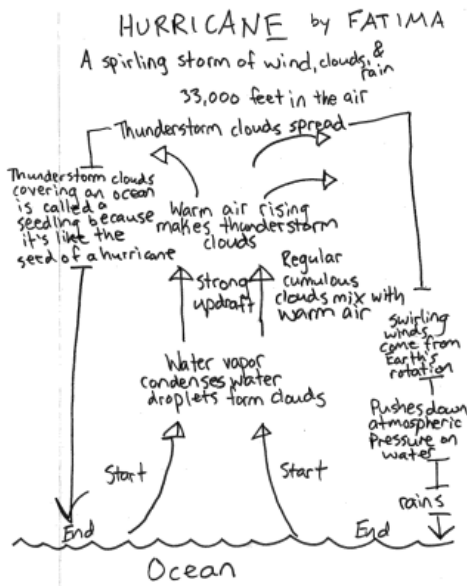 HURRICANE by FATIMA
A spirling storm of wind, clouds, &
rain
33,000 feet in the air
Thunderstorm clouds spread
Thunderstorm clouds
covering an ocean
is called a
seedling because
it's like the
seed of a hurricane
Warm air rising
makes thunderstorm
clouds
strong
updraft
Regular
cumulous
clouds mix with
warm air
swirling
winds
come from
Earth's
rotation
Water vapor
condenses water
droplets form clouds
Pushes down
atmospheric
Pressure on
water
rains
Start
Start
End
End
Ocean